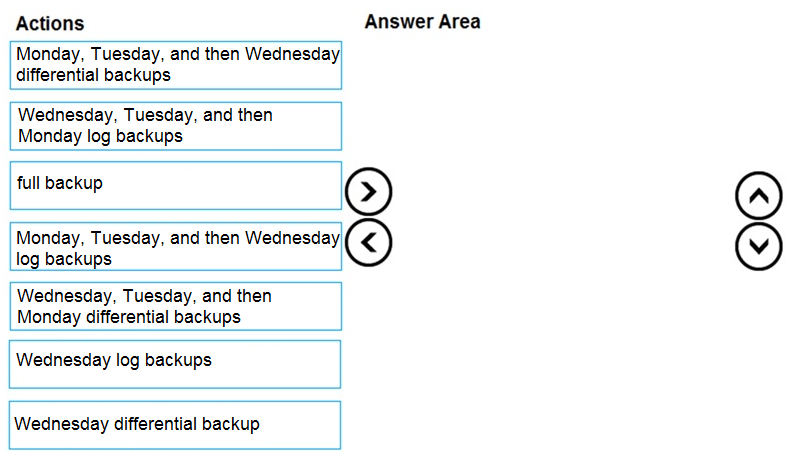 Actions
Answer Area
Monday, Tuesday, and then Wednesday
differential backups
Wednesday, Tuesday, and then
Monday log backups
full backup
Monday, Tuesday, and then Wednesday
log backups
Wednesday, Tuesday, and then
Monday differential backups
Wednesday log backups
Wednesday differential backup